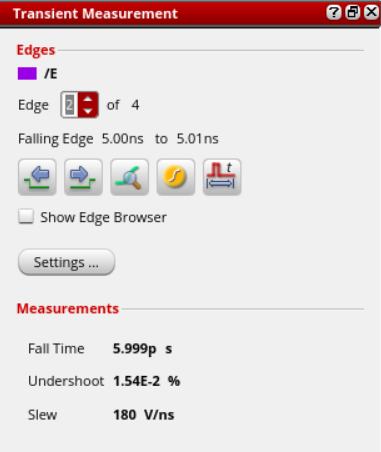 Transient Measurement
Edges
/E
Edge 2 of 4
Falling Edge 5.00ns to 5.01ns
Show Edge Browser
Settings ...
Measurements
Fall Time 5.999p s
Undershoot 1.54E-2 %
Slew 180 V/ns